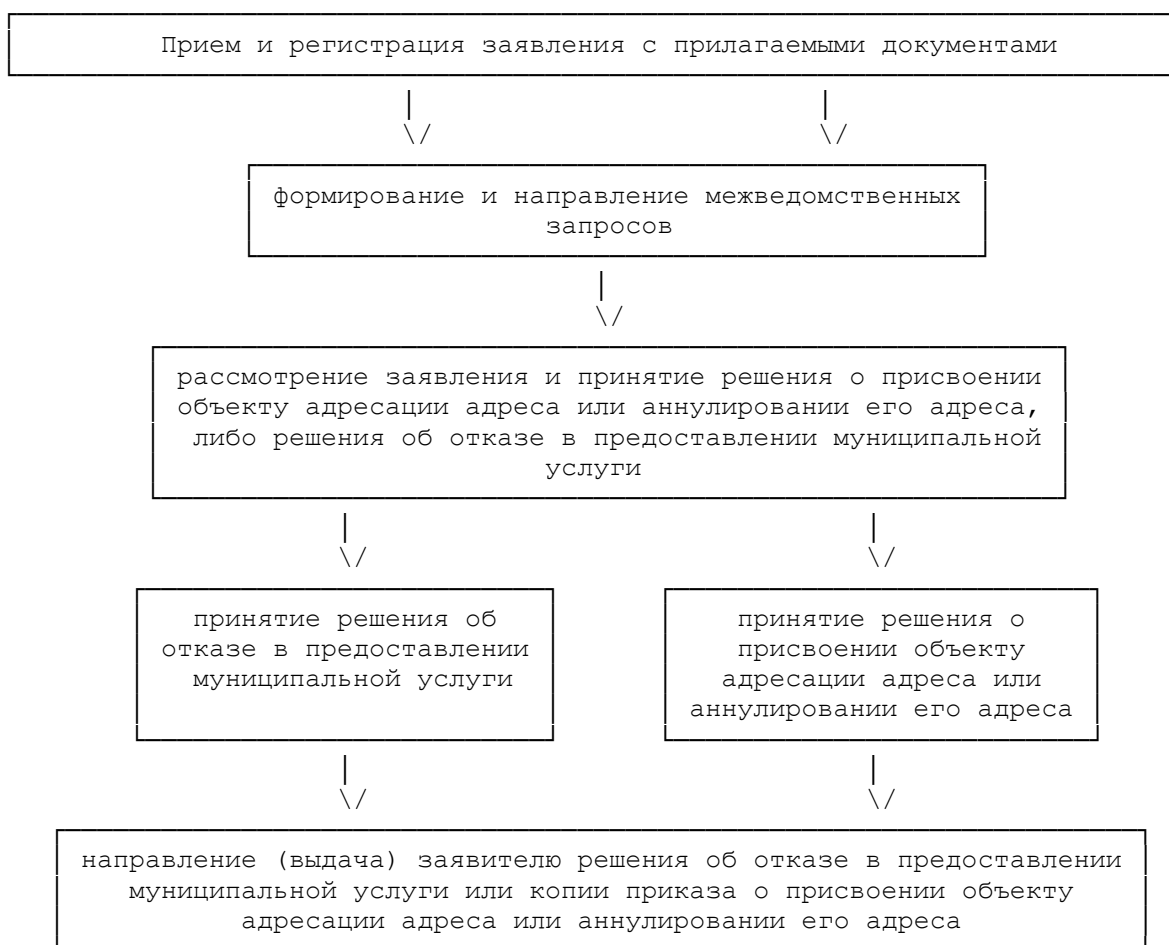 Прием и регистрация заявления с прилагаемыми документами
формирование и направление межведомственных
запросов
рассмотрение заявления и принятие решения о присвоении
объекту адресации адреса или аннулировании его адреса,
либо решения об отказе в предоставлении муниципальной
услуги
принятие решения об
отказе в предоставлении
муниципальной услуги
принятие решения о
присвоении объекту
адресации адреса или
аннулировании его адреса
направление (выдача) заявителю решения об отказе в предоставлении
муниципальной услуги или копии приказа о присвоении объекту
адресации адреса или аннулировании его адреса